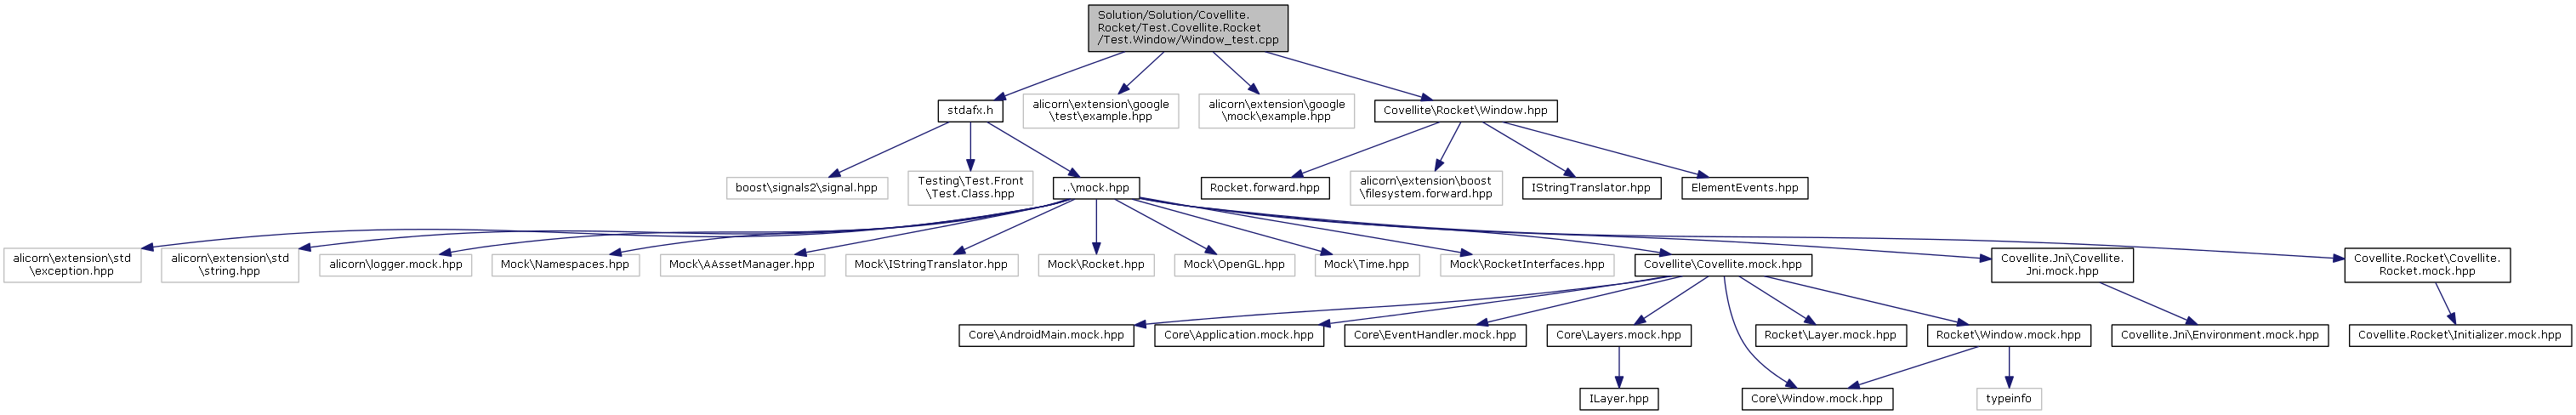 Solution/Solution/Covellite.
Rocket/Test.Covellite.Rocket
/Test.Window/Window_test.cpp
stdafx.h
alicorn\extension\google
\test\example.hpp
alicorn\extension\google
\mock\example.hpp
Covellite\Rocket\Window.hpp
boost\signals2\signal.hpp
Testing\Test.Front
\Test.Class.hpp
..\mock.hpp
Rocket.forward.hpp
alicorn\extension\boost
\filesystem.forward.hpp
IStringTranslator.hpp
ElementEvents.hpp
alicorn\extension\std
\exception.hpp
alicorn\extension\std
\string.hpp
alicorn\logger.mock.hpp
Mock\Namespaces.hpp
Mock\AAssetManager.hpp
Mock\IStringTranslator.hpp
Mock\Rocket.hpp
Mock\OpenGL.hpp
Mock\Time.hpp
Mock\RocketInterfaces.hpp
Covellite\Covellite.mock.hpp
Covellite.Jni\Covellite.
Jni.mock.hpp
Covellite.Rocket\Covellite.
Rocket.mock.hpp
Core\AndroidMain.mock.hpp
Core\Application.mock.hpp
Core\EventHandler.mock.hpp
Core\Layers.mock.hpp
Rocket\Layer.mock.hpp
Rocket\Window.mock.hpp
Covellite.Jni\Environment.mock.hpp
Covellite.Rocket\Initializer.mock.hpp
ILayer.hpp
Core\Window.mock.hpp
typeinfo